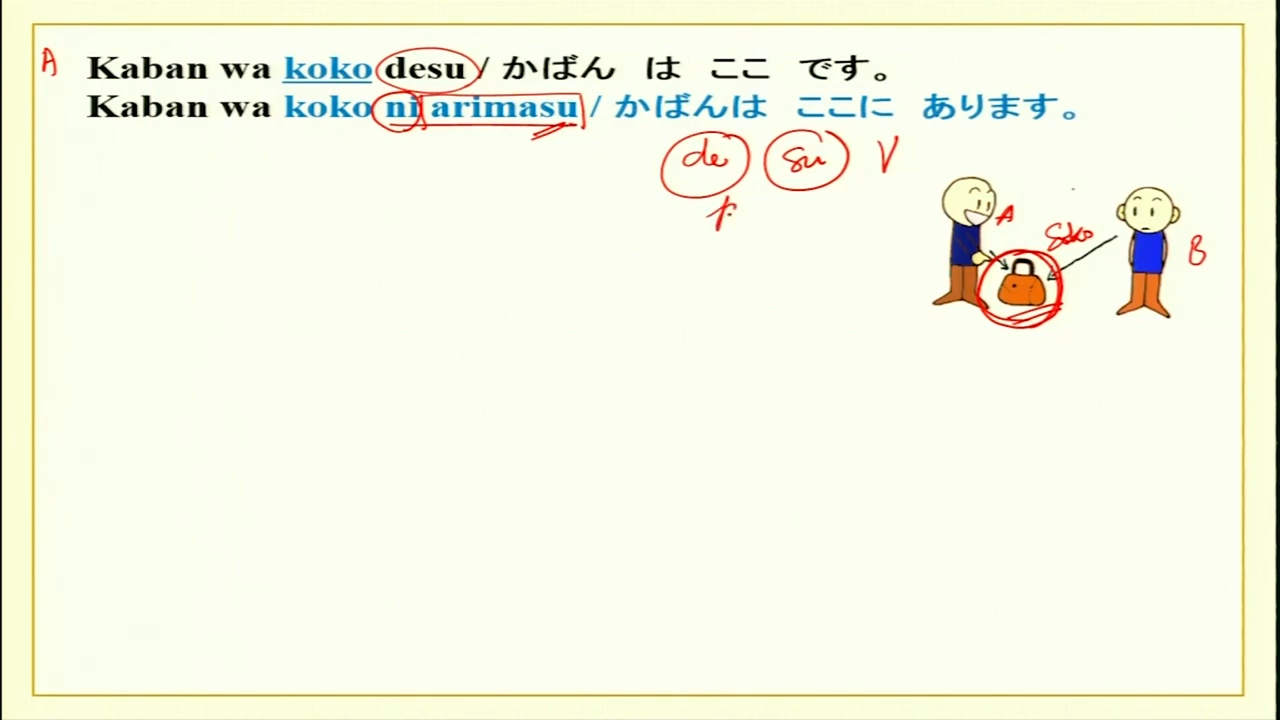 A Kaban wa koko desu / かばん は ここ です。
Kaban wa koko ni arimasu / かばんは ここに あります。
de su V
A
Soko
B